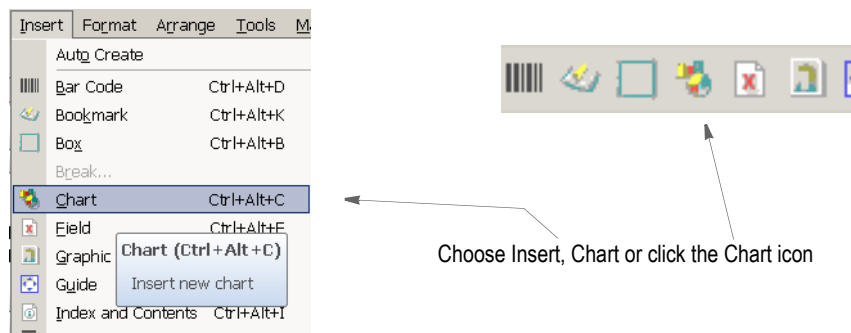 Insert Format Arrange Tools
Auto Create
Bar Code Ctrl+Alt+D
Bookmark Ctrl+Alt+K
Box Ctrl+Alt+B
Break...
Chart Ctrl+Alt+C
Field Ctrl+Alt+F
Graphic
Chart (Ctrl+Alt+C)
Insert new chart
Guide
Index and Contents Ctrl+Alt+I
Choose Insert, Chart or click the Chart icon